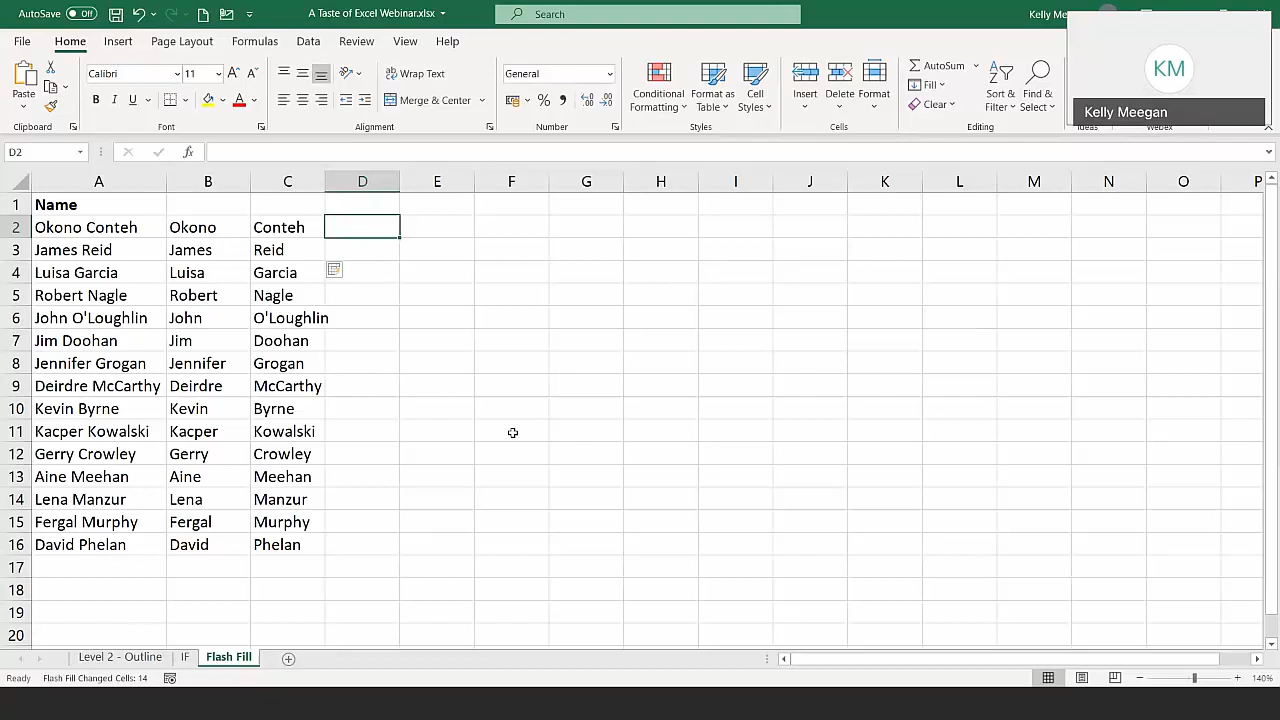 AutoSave Off A Taste of Excel Webinar.xlsx Search Kelly Me
KM
Kelly Meegan
File Home Insert Page Layout Formulas Data Review View Help
Paste
Clipboard
Calibri 11
B I U A
Font
Wrap Text
Merge & Center
Alignment
General
% ,
Number
Conditional Formatting
Format as Table
Cell Styles
Styles
Insert Delete Format
Cells
AutoSum
Fill
Clear
Sort & Filter
Find & Select
Editing
Ideas
Webex
D2 fx
A B C D E F G H I J K L M N O P
1 Name
2 Okono Conteh Okono Conteh
3 James Reid James Reid
4 Luisa Garcia Luisa Garcia
5 Robert Nagle Robert Nagle
6 John O'Loughlin John O'Loughlin
7 Jim Doohan Jim Doohan
8 Jennifer Grogan Jennifer Grogan
9 Deirdre McCarthy Deirdre McCarthy
10 Kevin Byrne Kevin Byrne
11 Kacper Kowalski Kacper Kowalski
12 Gerry Crowley Gerry Crowley
13 Aine Meehan Aine Meehan
14 Lena Manzur Lena Manzur
15 Fergal Murphy Fergal Murphy
16 David Phelan David Phelan
17
18
19
20
Level 2 - Outline IF Flash Fill
Ready Flash Fill Changed Cells: 14 140%